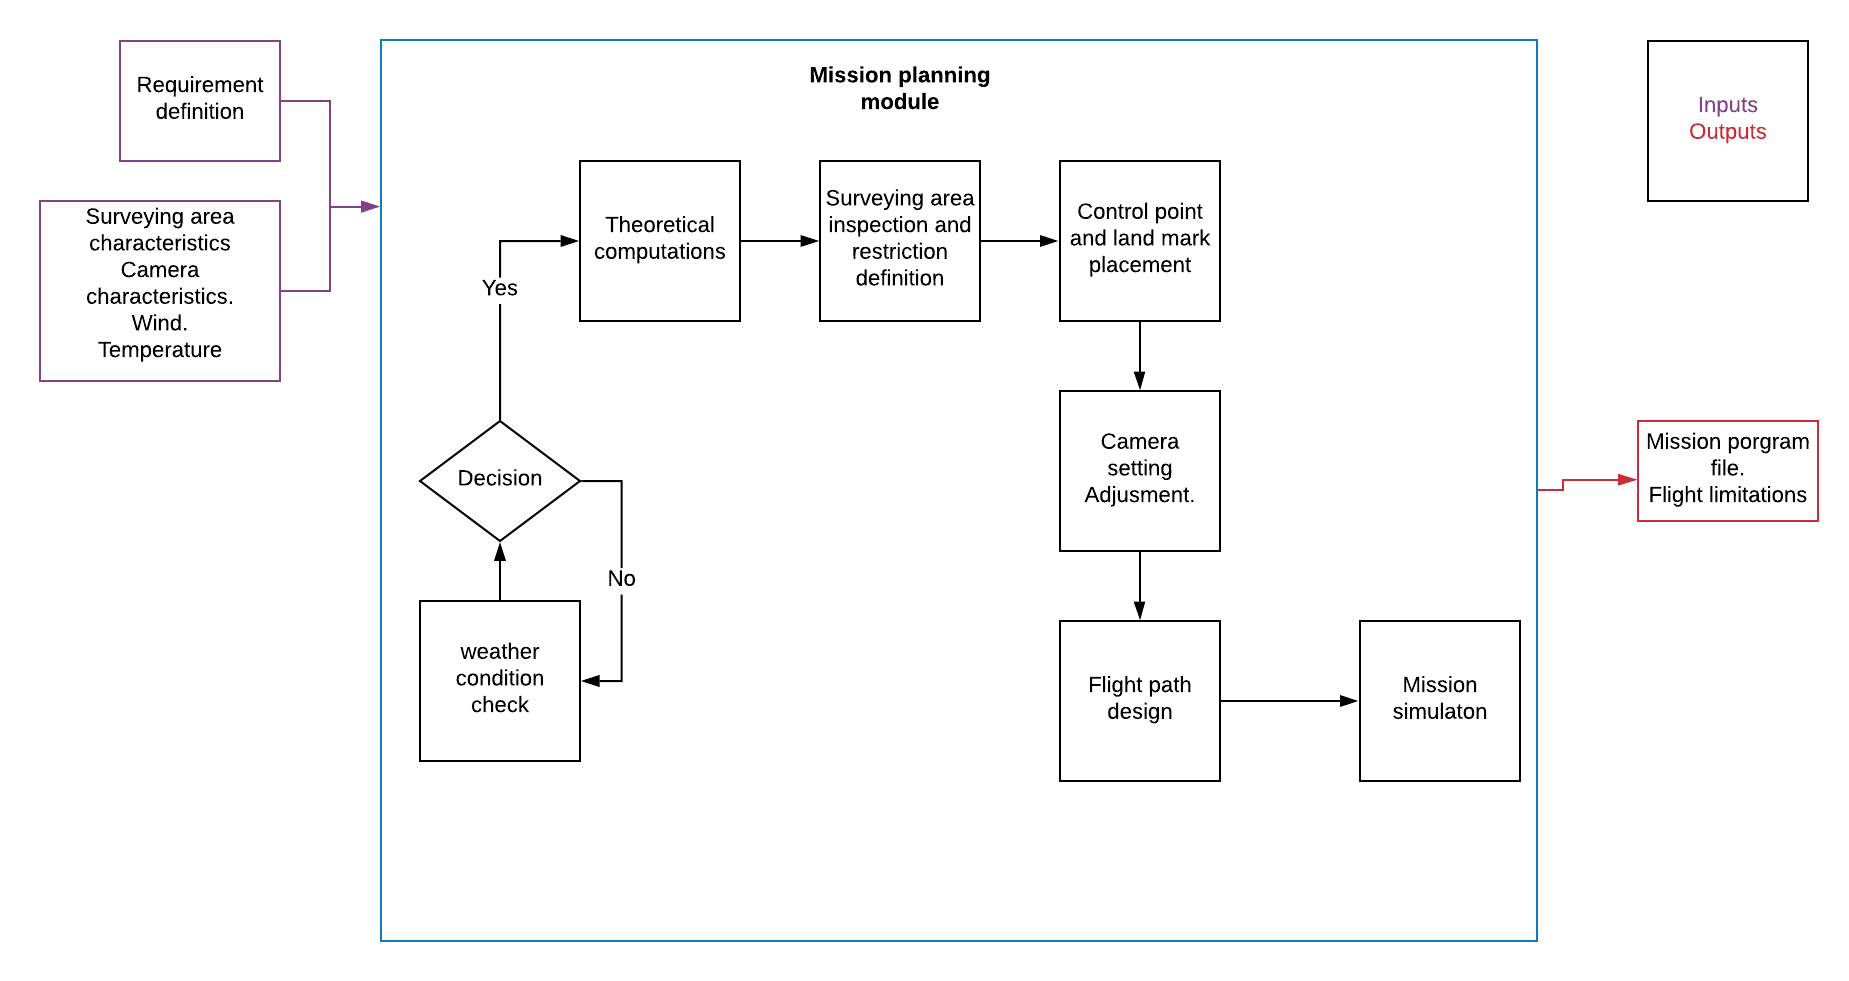 Requirement
definition
Surveying area
characteristics
Camera
characteristics.
Wind.
Temperature
Mission planning
module
Theoretical
computations
Surveying area
inspection and
restriction
definition
Control point
and land mark
placement
Yes
Decision
No
weather
condition
check
Camera
setting
Adjusment.
Flight path
design
Mission
simulaton
Inputs
Outputs
Mission porgram
file.
Flight limitations